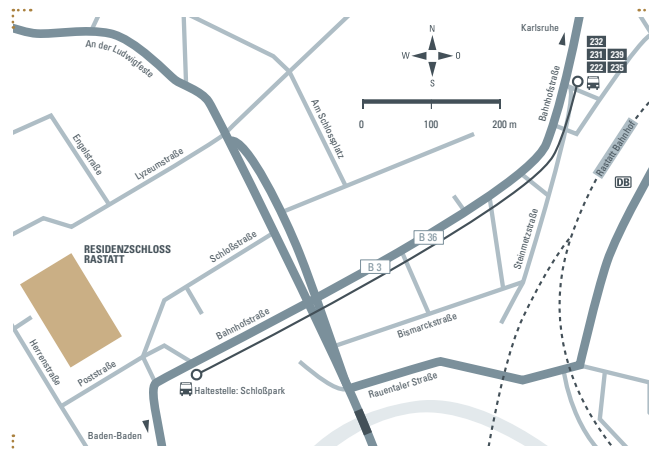 An der Ludwigfeste
N
W
O
S
Karlsruhe
232
231 239
222 235
Bahnhofstraße
0 100 200 m
Am Schlossplatz
Engelstraße
Lyzeumstraße
Rastatt Bahnhof
DB
RESIDENZSCHLOSS
RASTATT
Schloßstraße
B 36
B 3
Steinmetzstraße
Bahnhofstraße
Bismarckstraße
Herrenstraße
Poststraße
Haltestelle: Schloßpark
Rauentaler Straße
Baden-Baden